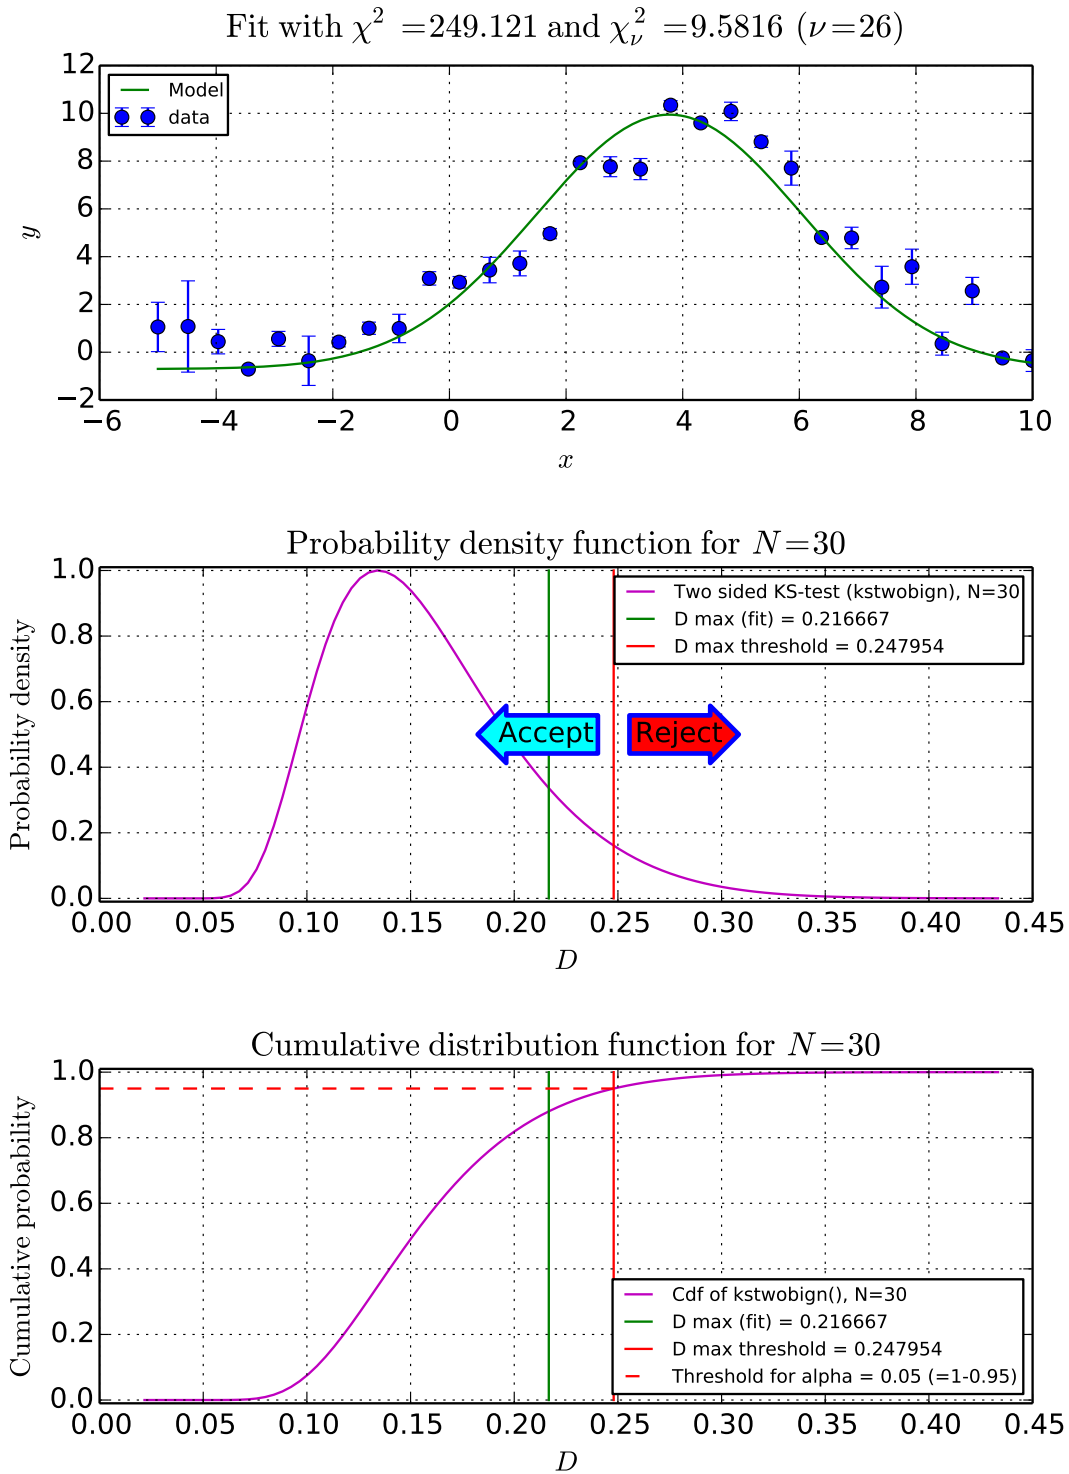 Fit with χ² =249.121 and χ²ᵥ =9.5816 (ν=26)
12
10
8
6
4
2
0
−2
y
Model
data
−6 −4 −2 0 2 4 6 8 10
x
Probability density function for N=30
1.0
0.8
0.6
0.4
0.2
0.0
Probability density
Two sided KS-test (kstwobign), N=30
D max (fit) = 0.216667
D max threshold = 0.247954
Accept Reject
0.00 0.05 0.10 0.15 0.20 0.25 0.30 0.35 0.40 0.45
D
Cumulative distribution function for N=30
1.0
0.8
0.6
0.4
0.2
0.0
Cumulative probability
Cdf of kstwobign(), N=30
D max (fit) = 0.216667
D max threshold = 0.247954
Threshold for alpha = 0.05 (=1-0.95)
0.00 0.05 0.10 0.15 0.20 0.25 0.30 0.35 0.40 0.45
D